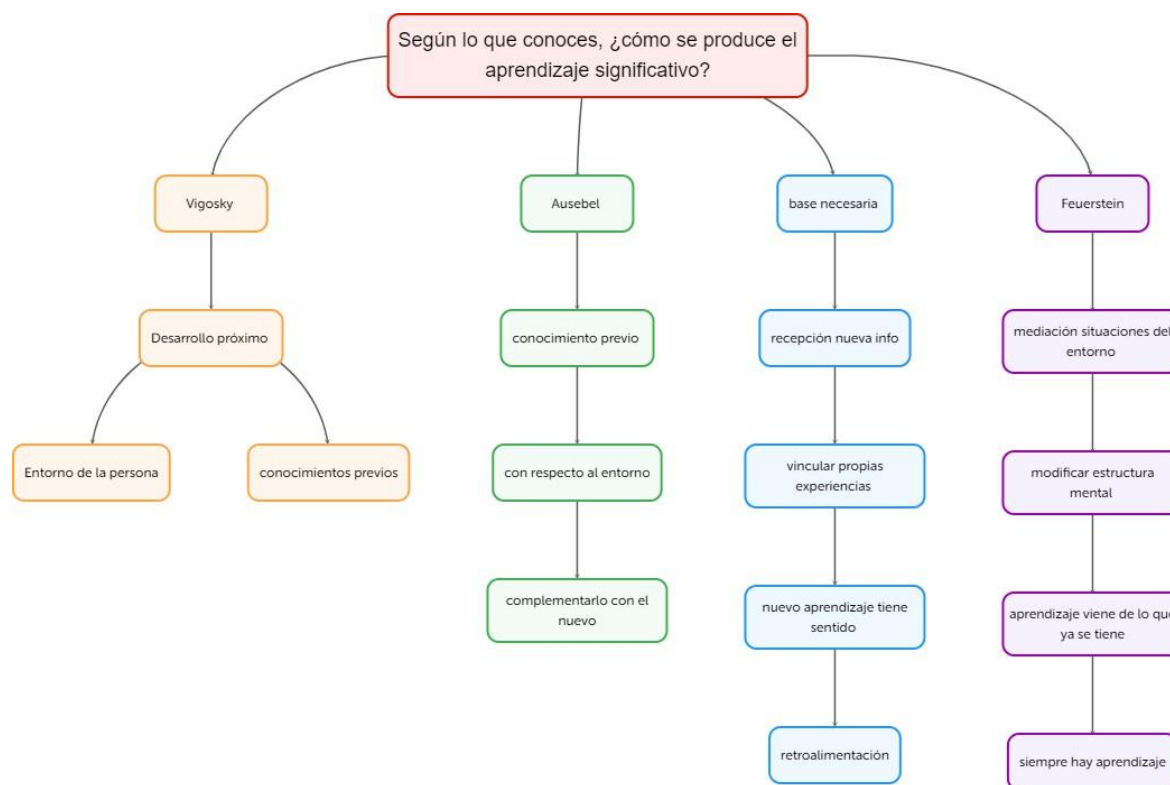 Según lo que conoces, ¿cómo se produce el
aprendizaje significativo?
Vigosky
Ausebel
base necesaria
Feuerstein
Desarrollo próximo
conocimiento previo
recepción nueva info
mediación situaciones del
entorno
Entorno de la persona
conocimientos previos
con respecto al entorno
vincular propias
experiencias
modificar estructura
mental
complementarlo con el
nuevo
nuevo aprendizaje tiene
sentido
aprendizaje viene de lo que
ya se tiene
retroalimentación
siempre hay aprendizaje